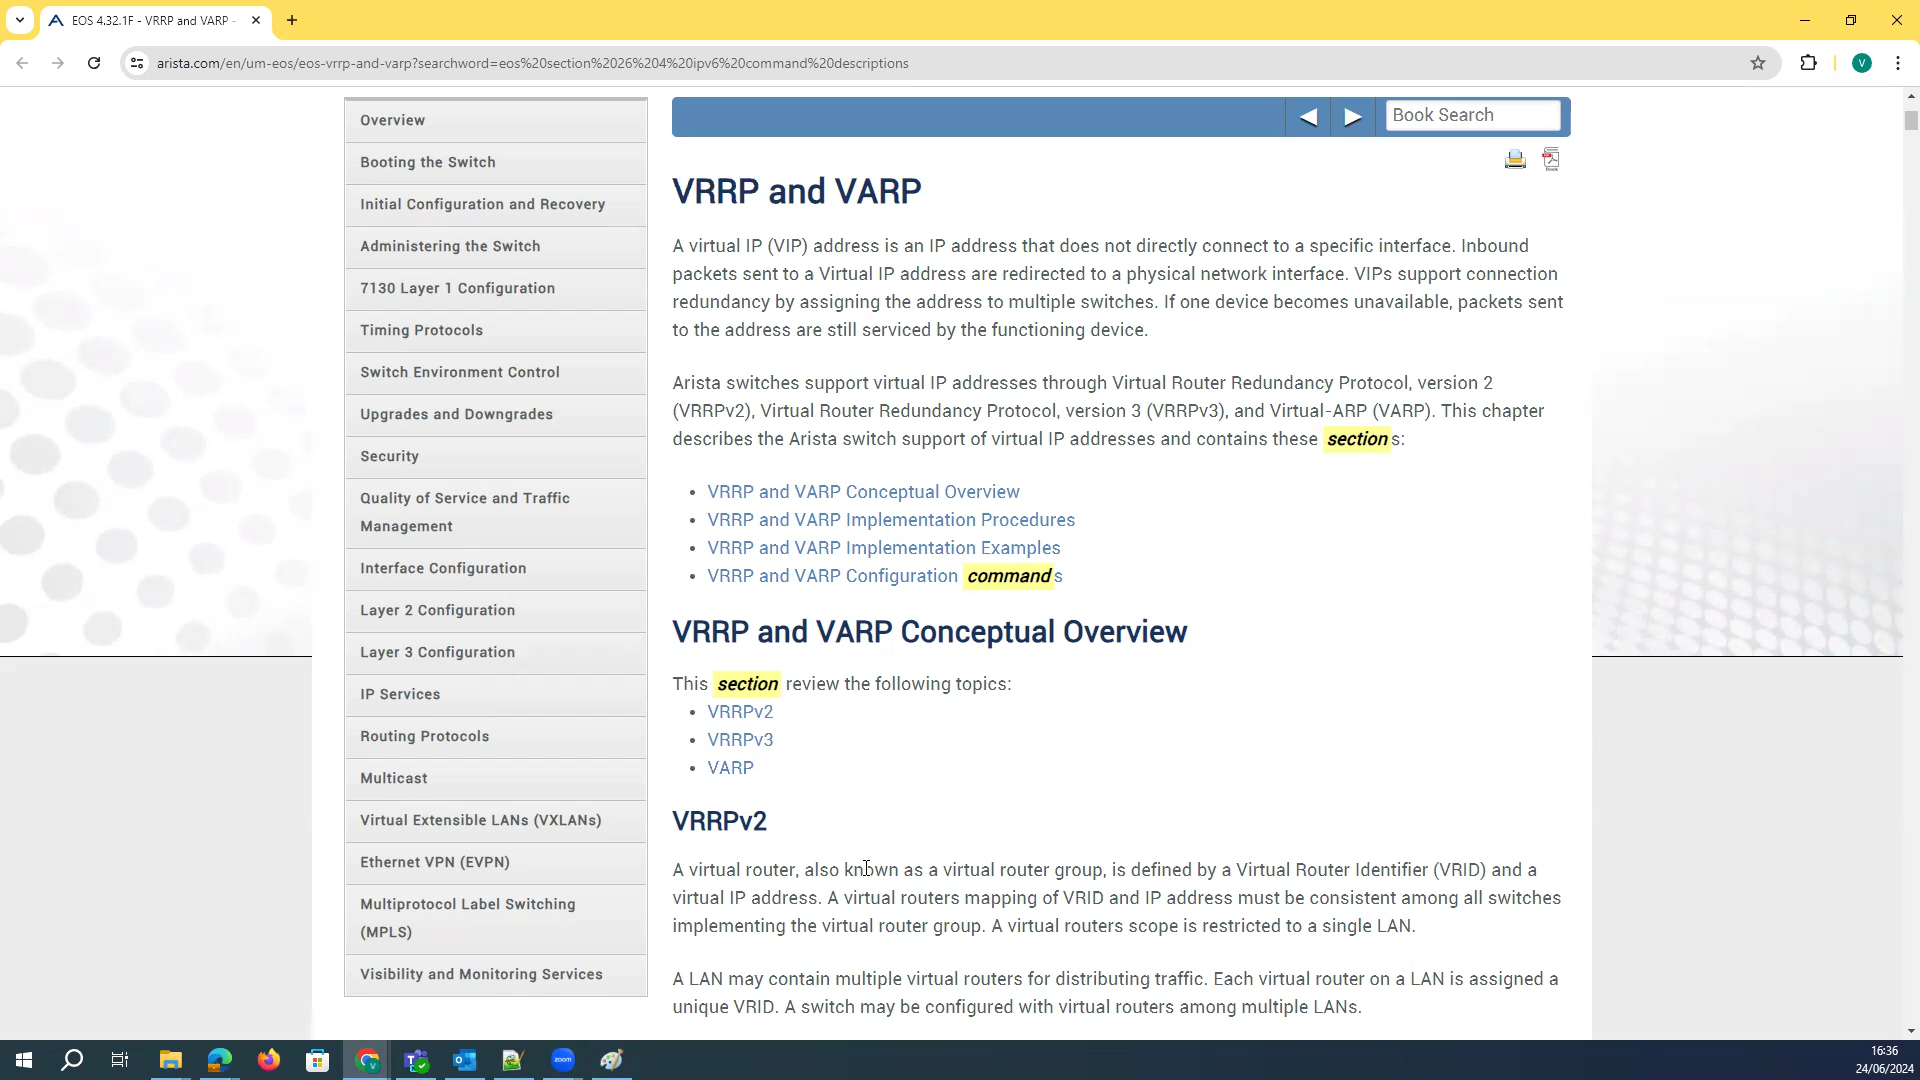 EOS 4.32.1F - VRRP and VARP -
arista.com/en/um-eos/eos-vrrp-and-varp?searchword=eos%20section%2026%204%20ipv6%20command%20descriptions
V
Overview
Booting the Switch
Initial Configuration and Recovery
Administering the Switch
7130 Layer 1 Configuration
Timing Protocols
Switch Environment Control
Upgrades and Downgrades
Security
Quality of Service and Traffic
Management
Interface Configuration
Layer 2 Configuration
Layer 3 Configuration
IP Services
Routing Protocols
Multicast
Virtual Extensible LANs (VXLANs)
Ethernet VPN (EVPN)
Multiprotocol Label Switching
(MPLS)
Visibility and Monitoring Services
Book Search
VRRP and VARP
A virtual IP (VIP) address is an IP address that does not directly connect to a specific interface. Inbound
packets sent to a Virtual IP address are redirected to a physical network interface. VIPs support connection
redundancy by assigning the address to multiple switches. If one device becomes unavailable, packets sent
to the address are still serviced by the functioning device.
Arista switches support virtual IP addresses through Virtual Router Redundancy Protocol, version 2
(VRRPv2), Virtual Router Redundancy Protocol, version 3 (VRRPv3), and Virtual-ARP (VARP). This chapter
describes the Arista switch support of virtual IP addresses and contains these sections:
• VRRP and VARP Conceptual Overview
• VRRP and VARP Implementation Procedures
• VRRP and VARP Implementation Examples
• VRRP and VARP Configuration commands
VRRP and VARP Conceptual Overview
This section review the following topics:
• VRRPv2
• VRRPv3
• VARP
VRRPv2
A virtual router, also known as a virtual router group, is defined by a Virtual Router Identifier (VRID) and a
virtual IP address. A virtual routers mapping of VRID and IP address must be consistent among all switches
implementing the virtual router group. A virtual routers scope is restricted to a single LAN.
A LAN may contain multiple virtual routers for distributing traffic. Each virtual router on a LAN is assigned a
unique VRID. A switch may be configured with virtual routers among multiple LANs.
zoom
16:36
24/06/2024